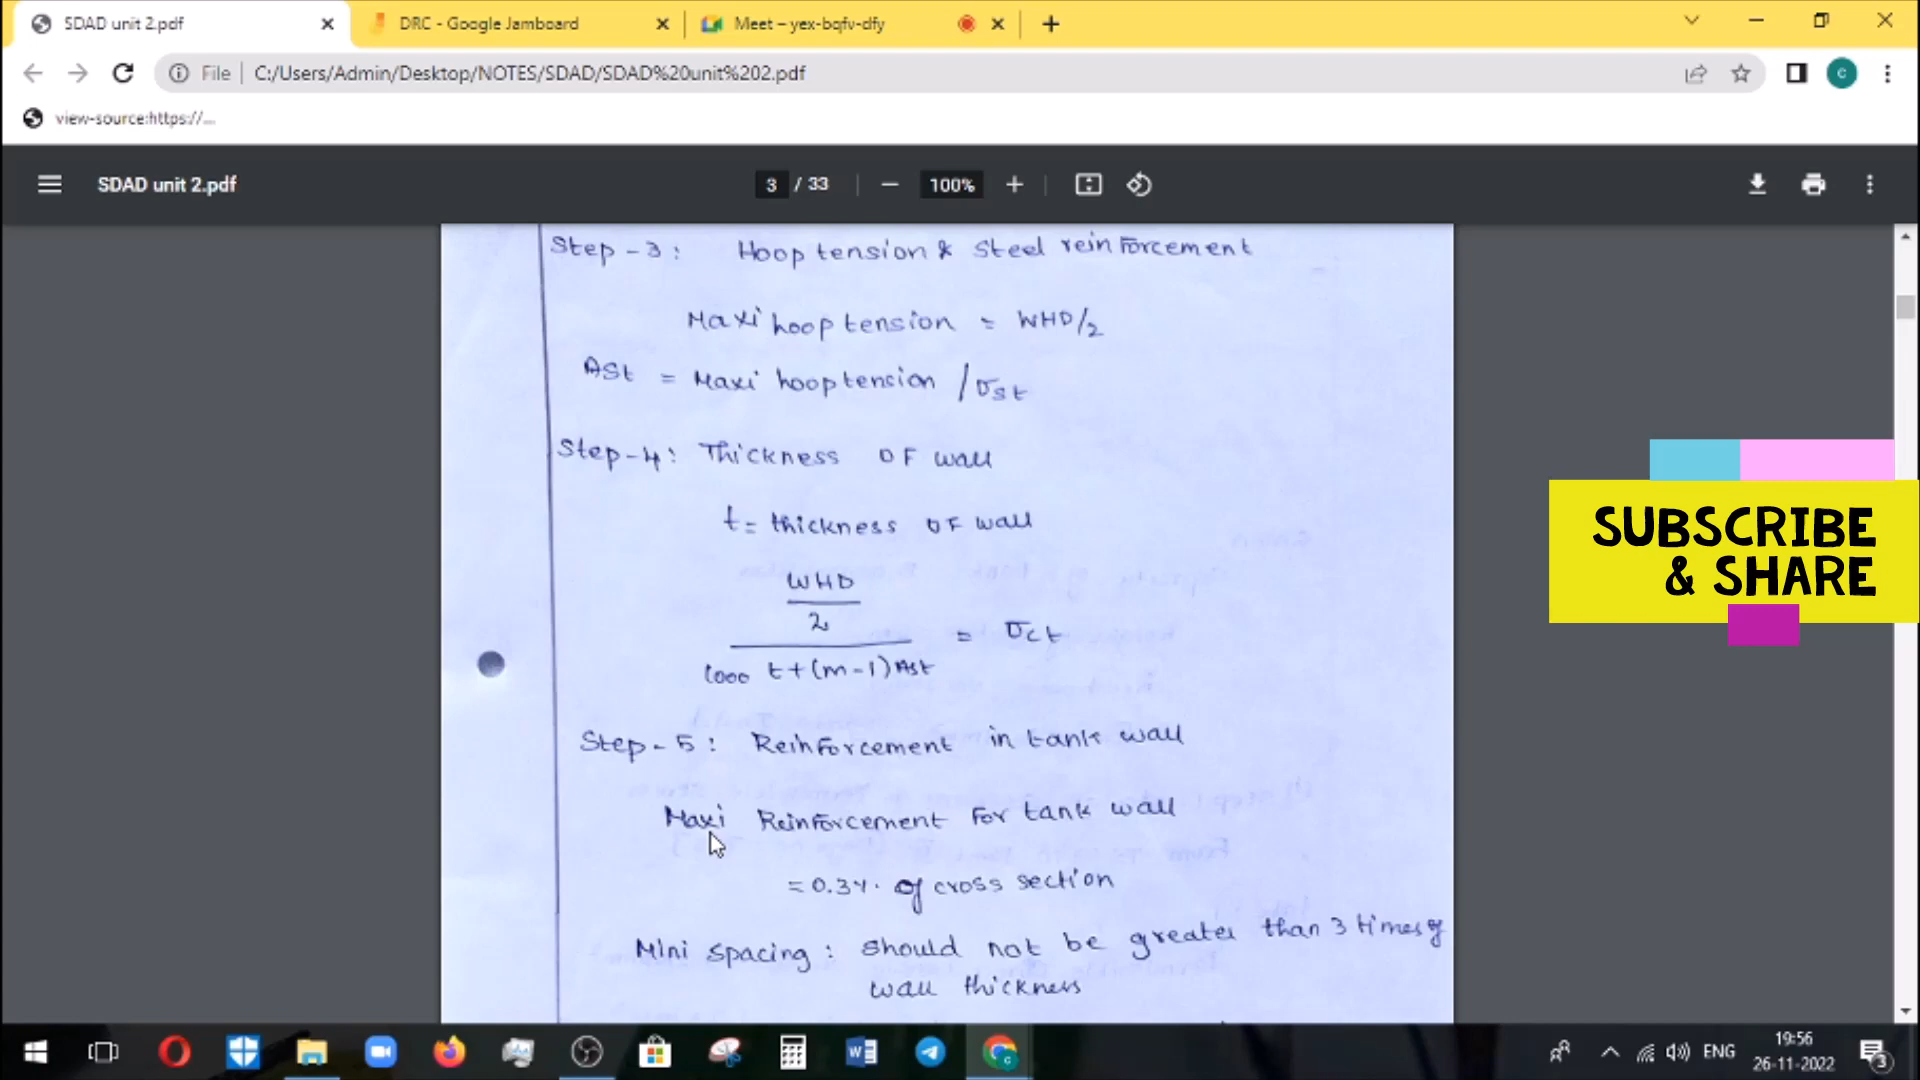 SDAD unit 2.pdf
DRC - Google Jamboard
Meet – yex-bqfv-dfy
File
C:/Users/Admin/Desktop/NOTES/SDAD/SDAD%20unit%202.pdf
C
view-source:https://...
SDAD unit 2.pdf
3 / 33
100%
Step-3: Hoop tension & Steel reinforcement
Maxi hoop tension = WHD/2
ASt = Maxi hoop tension / σst
Step-4: Thickness of wall
t = thickness of wall
WHD
2
1000 t+(m-1)Ast
= σct
Step-5: Reinforcement in tank wall
Maxi Reinforcement for tank wall
= 0.3%. of cross section
Mini spacing: should not be greater than 3 times of
wall thickness
SUBSCRIBE
& SHARE
ENG
19:56
26-11-2022
3